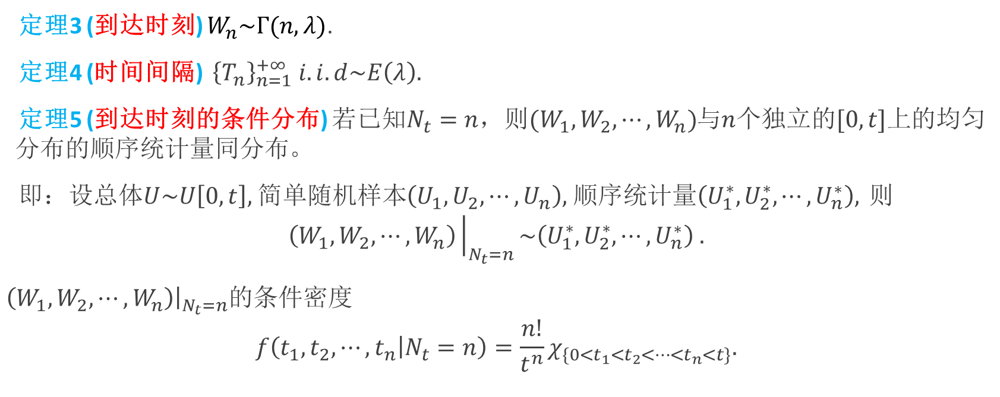 定理3 (到达时刻) $W_n \sim \Gamma(n, \lambda)$.
定理4 (时间间隔) $\{T_n\}_{n=1}^{+\infty}$ $i.i.d \sim E(\lambda)$.
定理5 (到达时刻的条件分布) 若已知$N_t = n$，则$(W_1, W_2, \cdots, W_n)$与$n$个独立的$[0, t]$上的均匀
分布的顺序统计量同分布。
即：设总体$U \sim U[0, t]$, 简单随机样本$(U_1, U_2, \cdots, U_n)$, 顺序统计量$(U_1^*, U_2^*, \cdots, U_n^*)$, 则
$(W_1, W_2, \cdots, W_n) \Big|_{N_t = n} \sim (U_1^*, U_2^*, \cdots, U_n^*)$ .
$(W_1, W_2, \cdots, W_n)|_{N_t = n}$的条件密度
$f(t_1, t_2, \cdots, t_n | N_t = n) = \frac{n!}{t^n} \chi_{\{0 < t_1 < t_2 < \cdots < t_n < t\}}$.